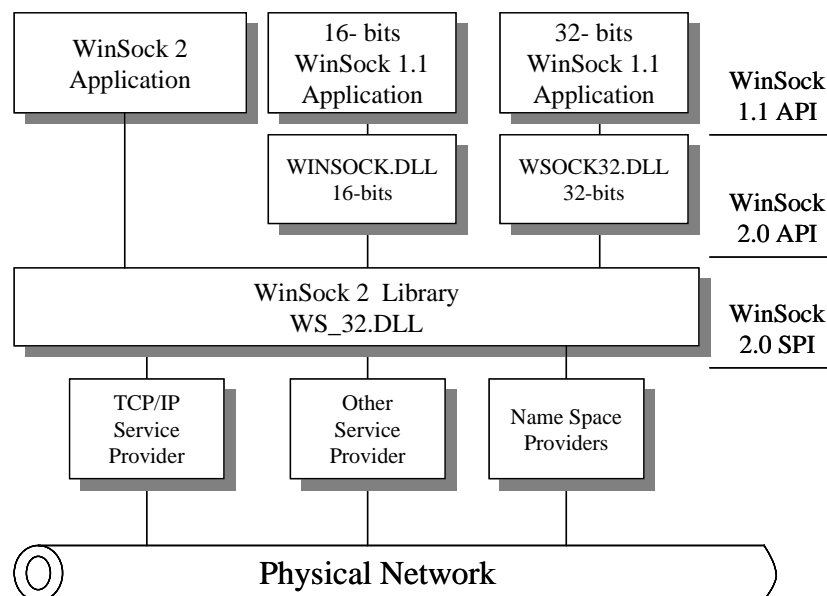 WinSock 2
Application
16- bits
WinSock 1.1
Application
32- bits
WinSock 1.1
Application
WinSock
1.1 API
WINSOCK.DLL
16-bits
WSOCK32.DLL
32-bits
WinSock
2.0 API
WinSock 2 Library
WS_32.DLL
WinSock
2.0 SPI
TCP/IP
Service
Provider
Other
Service
Provider
Name Space
Providers
Physical Network